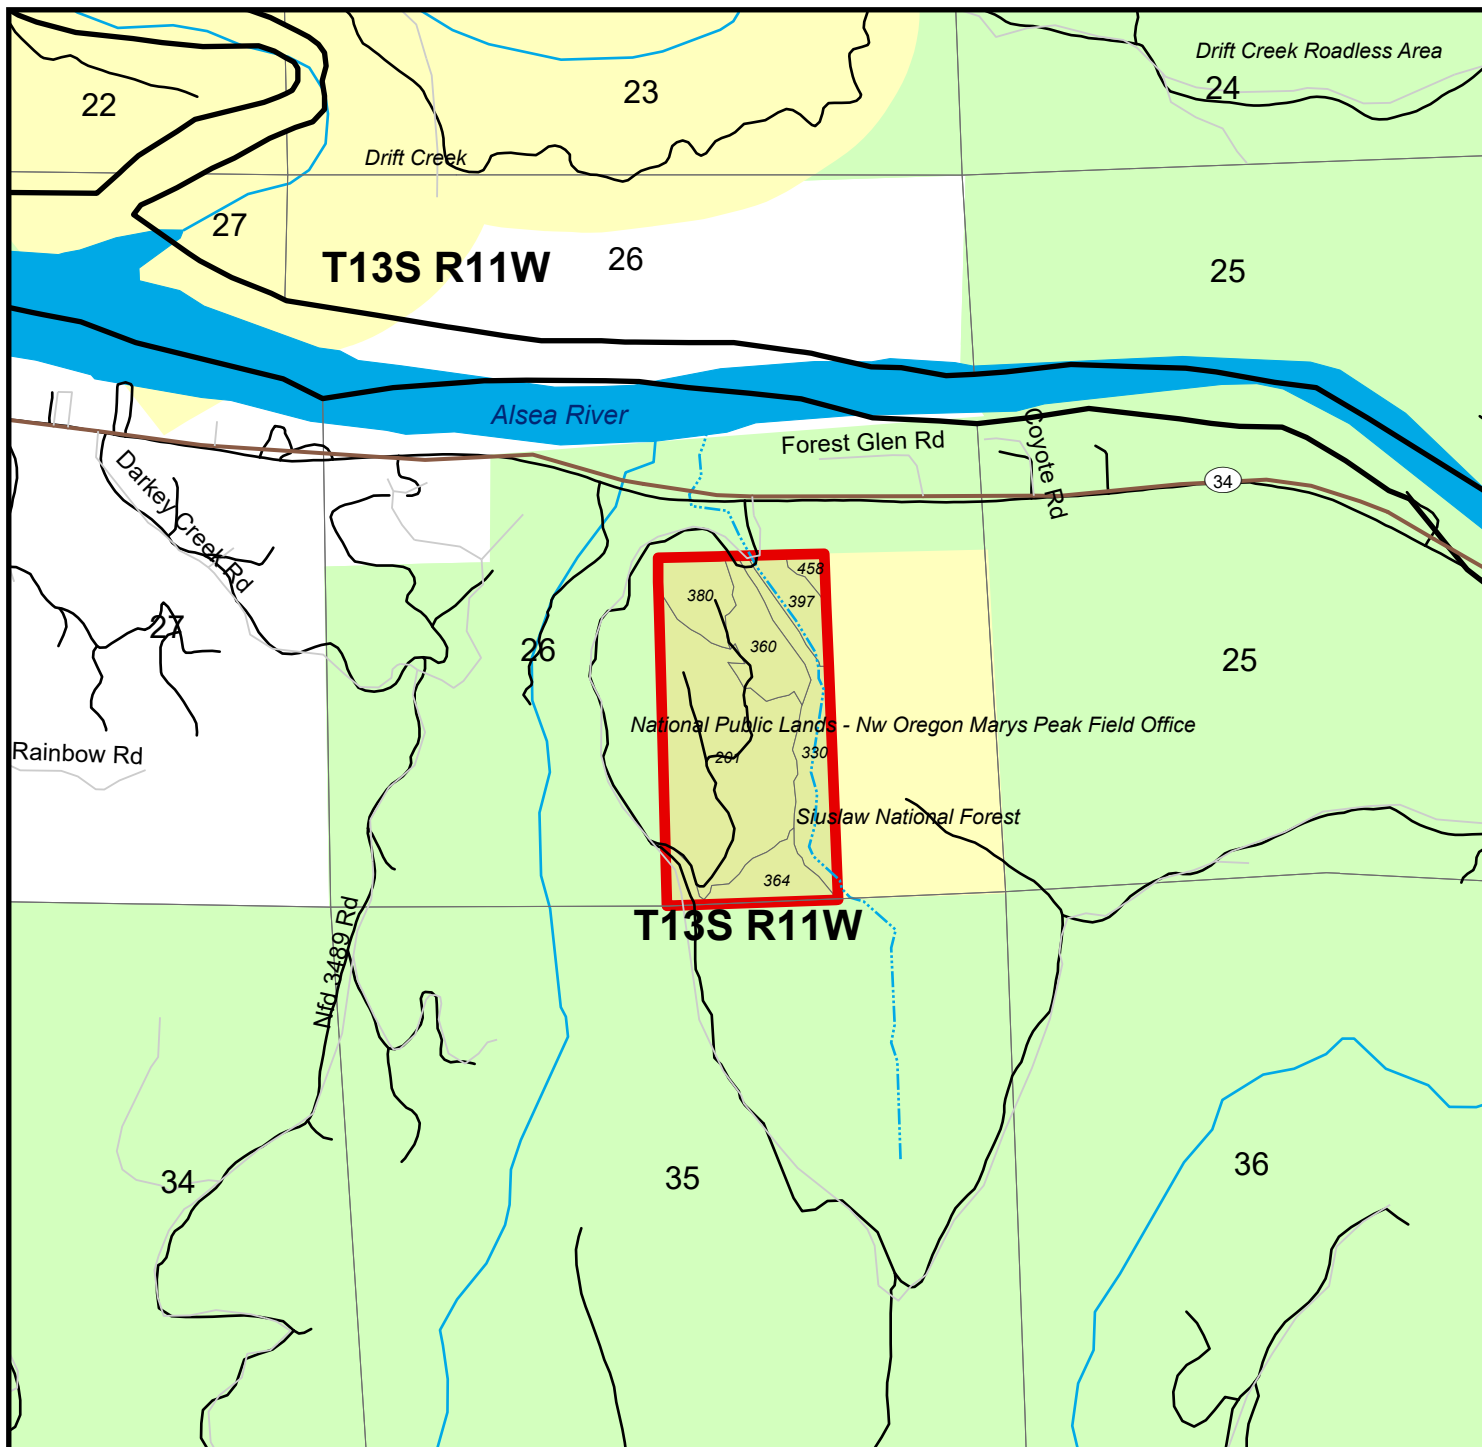 Drift Creek Roadless Area
22
23
24
Drift Creek
27
T13S R11W
26
25
Alsea River
Forest Glen Rd
Coyote Rd
Darkey Creek Rd
34
458
380
397
27
26
360
25
National Public Lands - Nw Oregon Marys Peak Field Office
Rainbow Rd
201
330
Siuslaw National Forest
364
T13S R11W
Nfd 3489 Rd
34
35
36